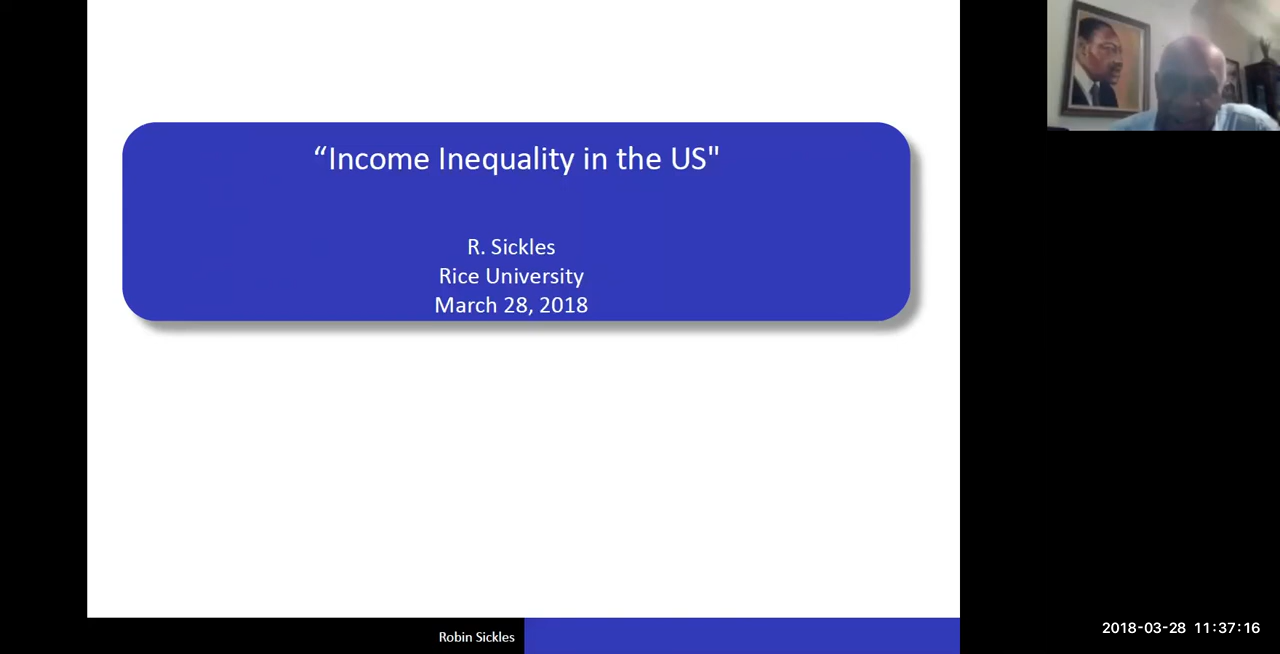 “Income Inequality in the US"
R. Sickles
Rice University
March 28, 2018
Robin Sickles
2018-03-28 11:37:16